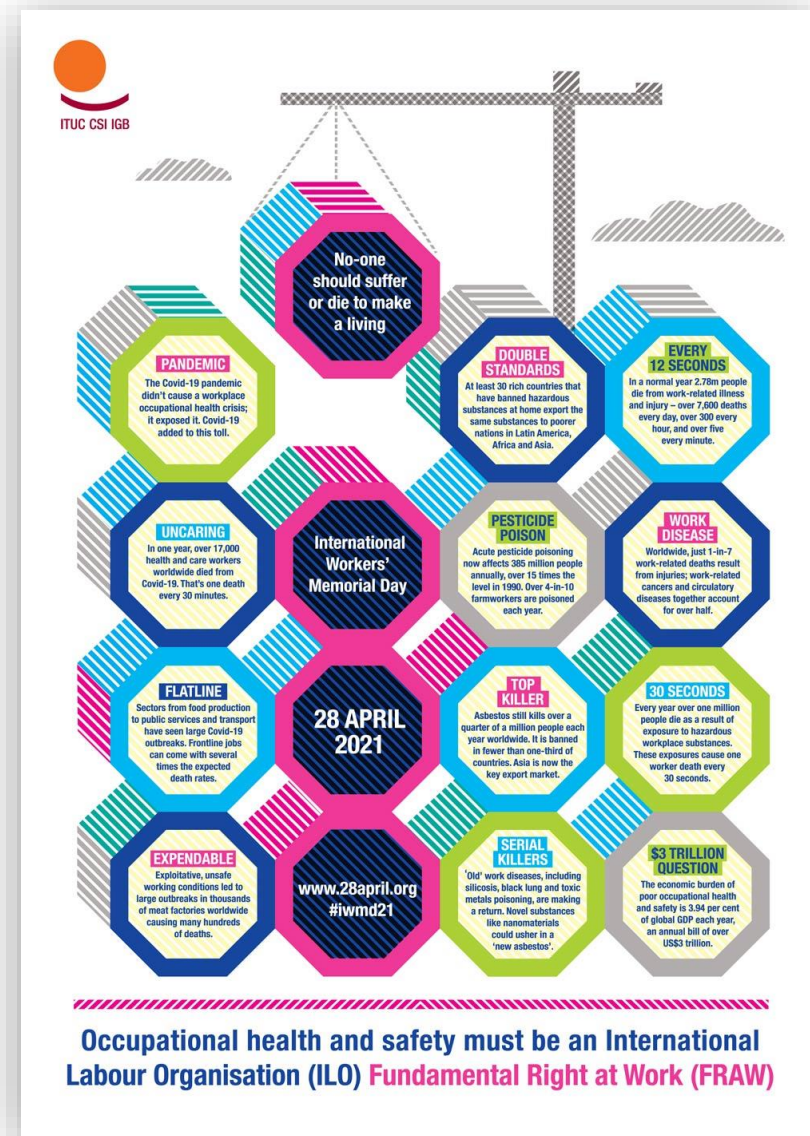 ITUC CSI IGB
No-one
should suffer
or die to make
a living
PANDEMIC
The Covid-19 pandemic
didn't cause a workplace
occupational health crisis;
it exposed it. Covid-19
added to this toll.
DOUBLE
STANDARDS
At least 30 rich countries that
have banned hazardous
substances at home export the
same substances to poorer
nations in Latin America,
Africa and Asia.
EVERY
12 SECONDS
In a normal year 2.78m people
die from work-related illness
and injury – over 7,600 deaths
every day, over 300 every
hour, and over five
every minute.
UNCARING
In one year, over 17,000
health and care workers
worldwide died from
Covid-19. That's one death
every 30 minutes.
International
Workers'
Memorial Day
PESTICIDE
POISON
Acute pesticide poisoning
now affects 385 million people
annually, over 15 times the
level in 1990. Over 4-in-10
farmworkers are poisoned
each year.
WORK
DISEASE
Worldwide, just 1-in-7
work-related deaths result
from injuries; work-related
cancers and circulatory
diseases together account
for over half.
FLATLINE
Sectors from food production
to public services and transport
have seen large Covid-19
outbreaks. Frontline jobs
can come with several
times the expected
death rates.
28 APRIL
2021
TOP
KILLER
Asbestos still kills over a
quarter of a million people each
year worldwide. It is banned
in fewer than one-third of
countries. Asia is now the
key export market.
30 SECONDS
Every year over one million
people die as a result of
exposure to hazardous
workplace substances.
These exposures cause one
worker death every
30 seconds.
EXPENDABLE
Exploitative, unsafe
working conditions led to
large outbreaks in thousands
of meat factories worldwide
causing many hundreds
of deaths.
www.28april.org
#iwmd21
SERIAL
KILLERS
'Old' work diseases, including
silicosis, black lung and toxic
metals poisoning, are making
a return. Novel substances
like nanomaterials
could usher in a
'new asbestos'.
$3 TRILLION
QUESTION
The economic burden of
poor occupational health
and safety is 3.94 per cent
of global GDP each year,
an annual bill of over
US$3 trillion.
Occupational health and safety must be an International
Labour Organisation (ILO) Fundamental Right at Work (FRAW)